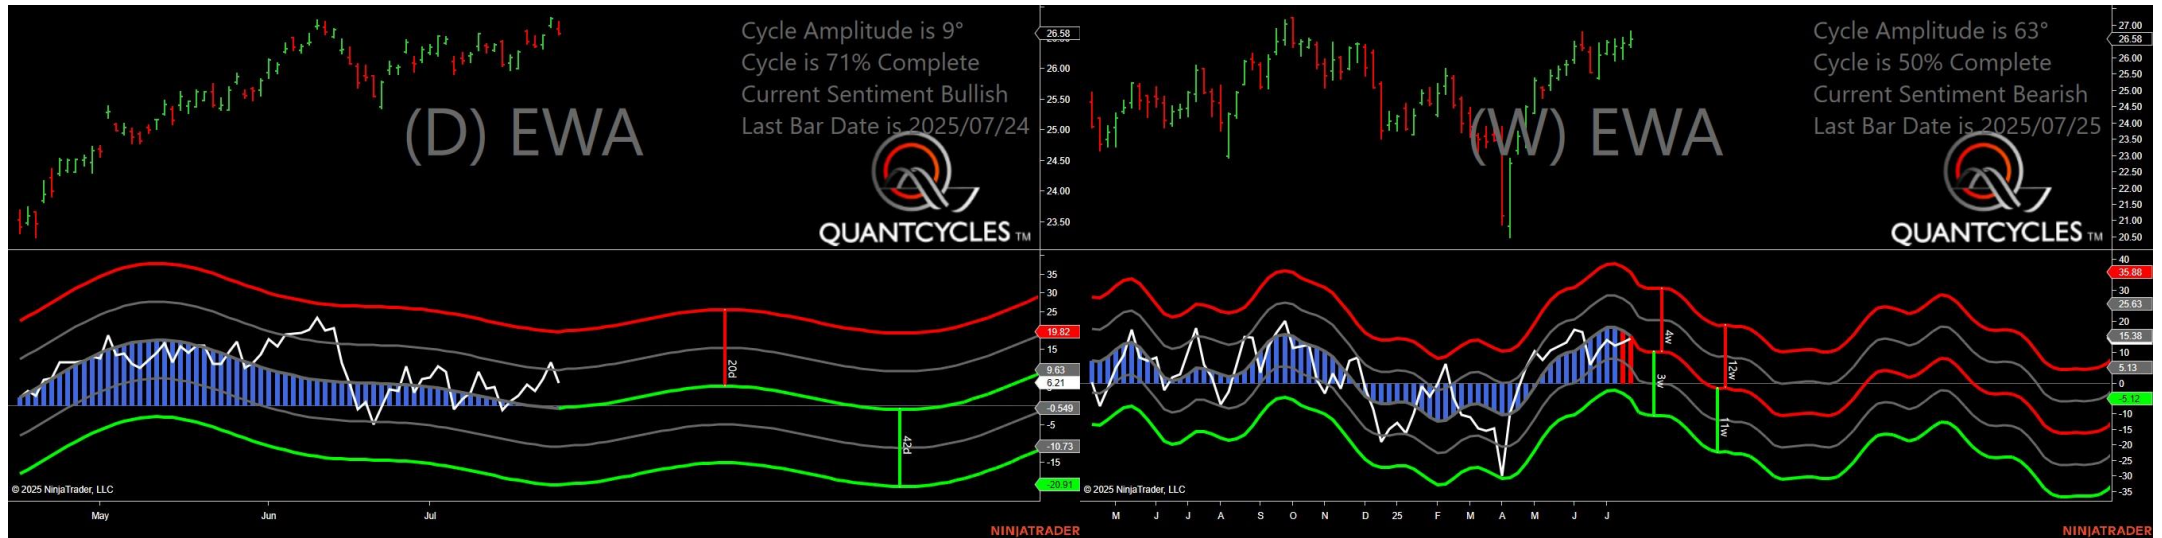 Cycle Amplitude is 9°
Cycle is 71% Complete
Current Sentiment Bullish
Last Bar Date is 2025/07/24
(D) EWA
QUANTCYCLES TM
26.58
26.00
25.50
25.00
24.50
24.00
23.50
35
30
25
19.82
15
9.63
6.21
-0.549
-5
-10.73
-15
-20.91
20d
42d
© 2025 NinjaTrader, LLC
May Jun Jul
NINJATRADER
Cycle Amplitude is 63°
Cycle is 50% Complete
Current Sentiment Bearish
Last Bar Date is 2025/07/25
(W) EWA
QUANTCYCLES TM
27.00
26.58
26.00
25.50
25.00
24.50
24.00
23.50
23.00
22.50
22.00
21.50
21.00
20.50
40
35.88
30
25.63
20
15.38
10
5.13
0
-5.12
-10
-15
-20
-25
-30
-35
4w
3w
12w
11w
© 2025 NinjaTrader, LLC
M J J A S O N D 25 F M A M J J
NINJATRADER